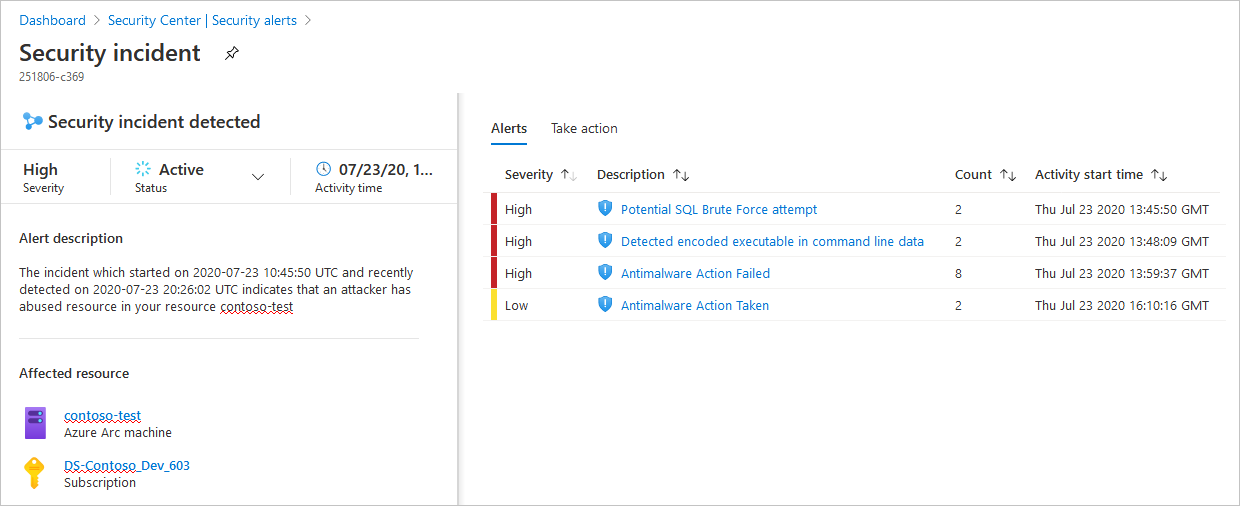 Dashboard > Security Center | Security alerts >
Security incident
251806-c369
Security incident detected
High
Severity
Active
Status
07/23/20, 1...
Activity time
Alert description
The incident which started on 2020-07-23 10:45:50 UTC and recently
detected on 2020-07-23 20:26:02 UTC indicates that an attacker has
abused resource in your resource contoso-test
Affected resource
contoso-test
Azure Arc machine
DS-Contoso_Dev_603
Subscription
Alerts Take action
Severity Description Count Activity start time
High Potential SQL Brute Force attempt 2 Thu Jul 23 2020 13:45:50 GMT
High Detected encoded executable in command line data 2 Thu Jul 23 2020 13:48:09 GMT
High Antimalware Action Failed 8 Thu Jul 23 2020 13:59:37 GMT
Low Antimalware Action Taken 2 Thu Jul 23 2020 16:10:16 GMT